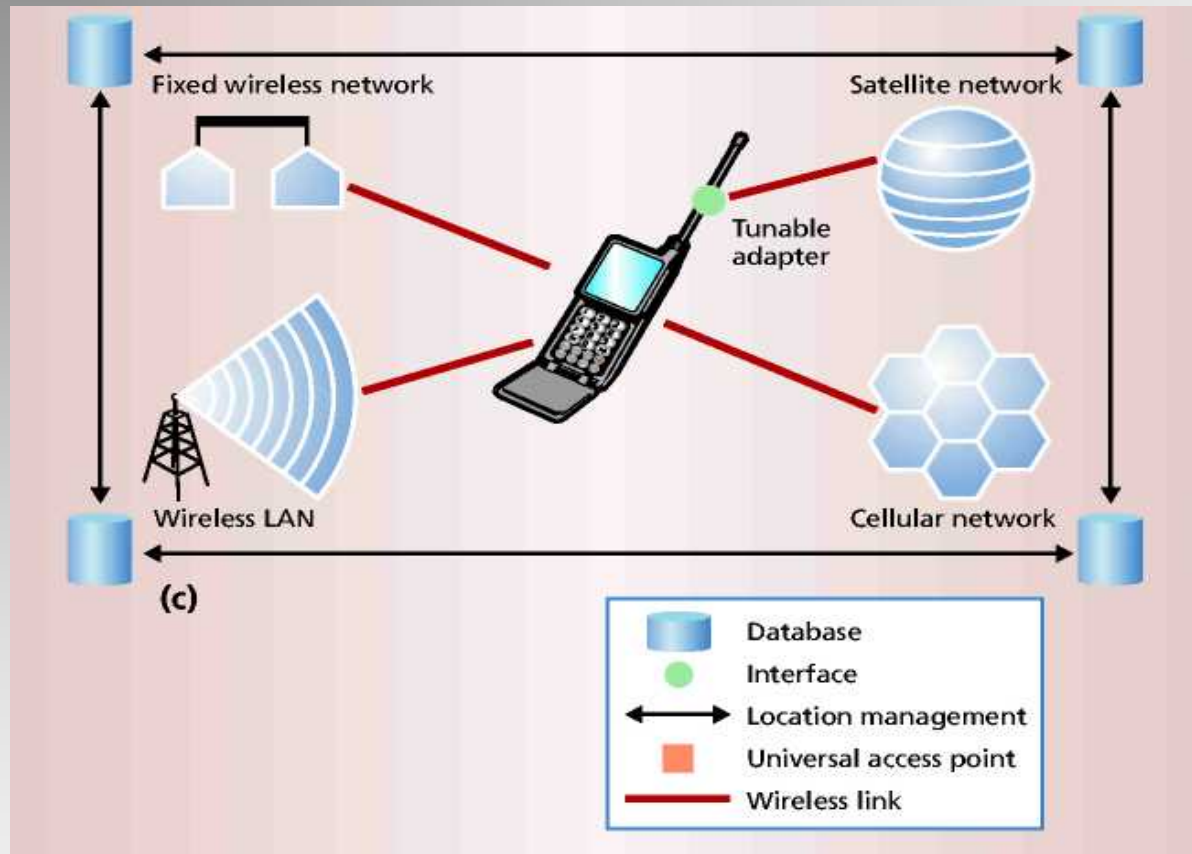 Fixed wireless network
Satellite network
Tunable
adapter
Wireless LAN
Cellular network
(c)
Database
Interface
Location management
Universal access point
Wireless link